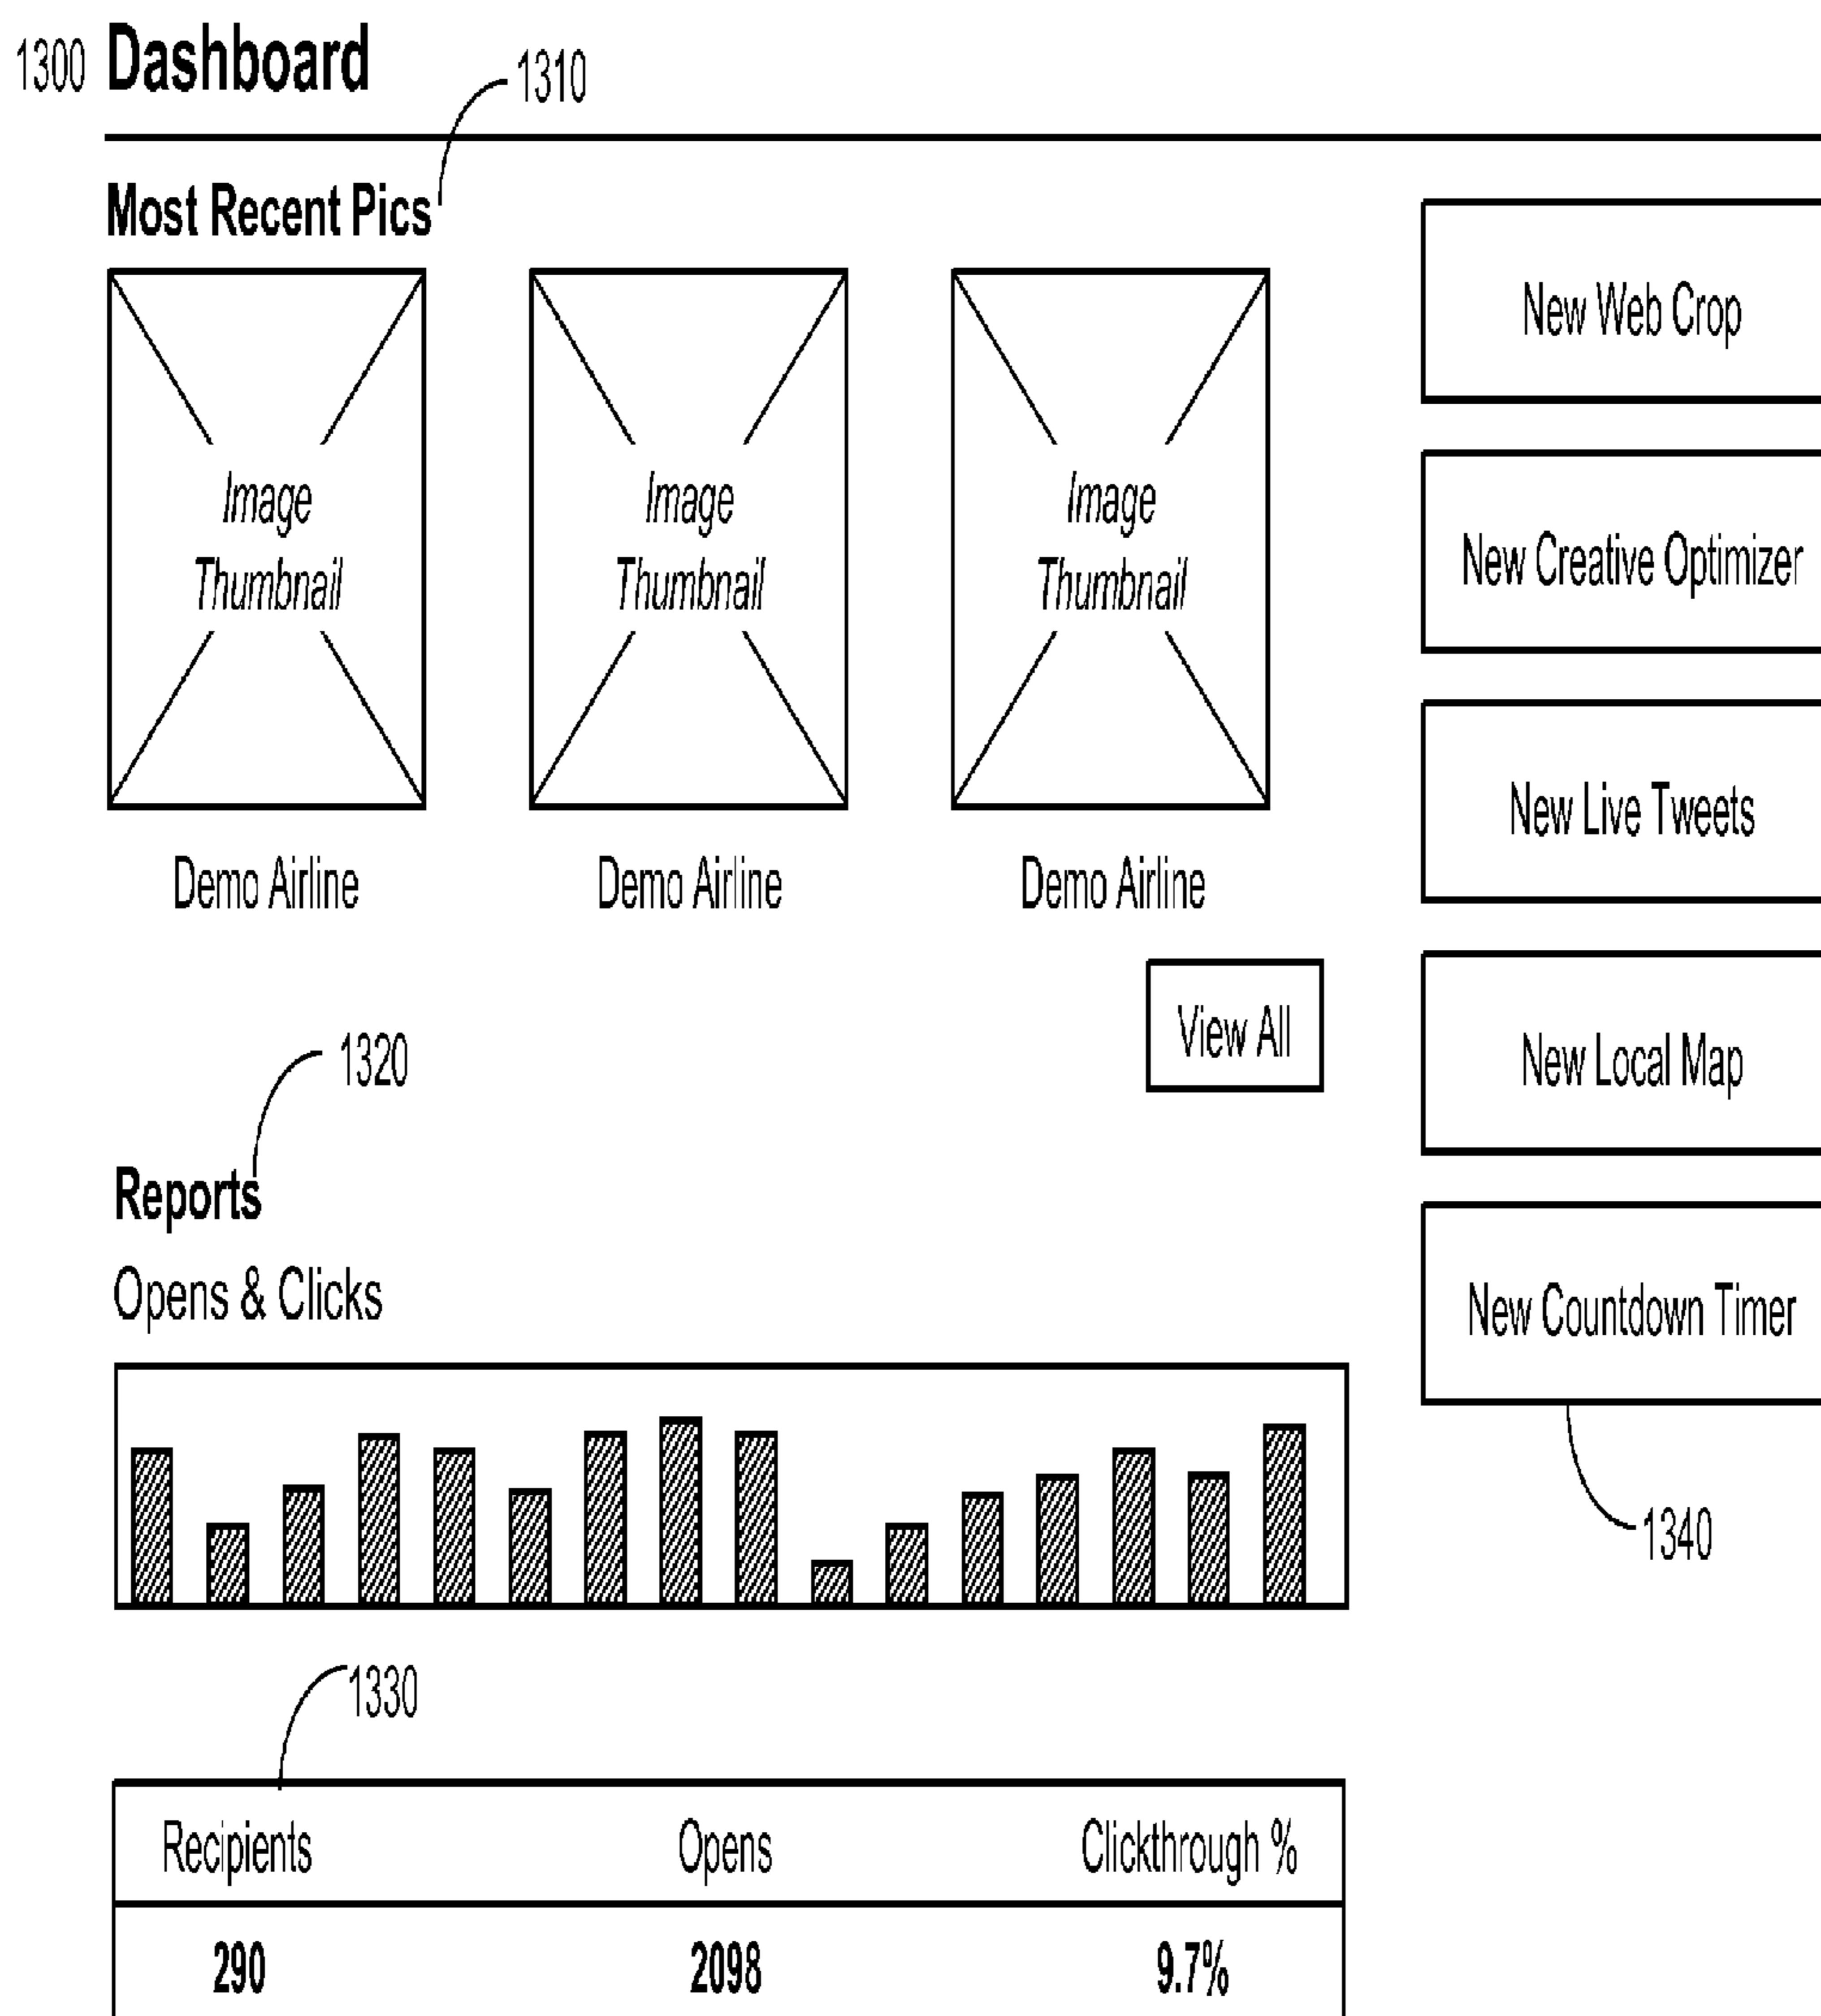 1300 Dashboard
1310
Most Recent Pics
Image
Thumbnail
Image
Thumbnail
Image
Thumbnail
Demo Airline
Demo Airline
Demo Airline
View All
New Web Crop
New Creative Optimizer
New Live Tweets
New Local Map
New Countdown Timer
1340
1320
Reports
Opens & Clicks
1330
Recipients Opens Clickthrough %
290 2098 9.7%